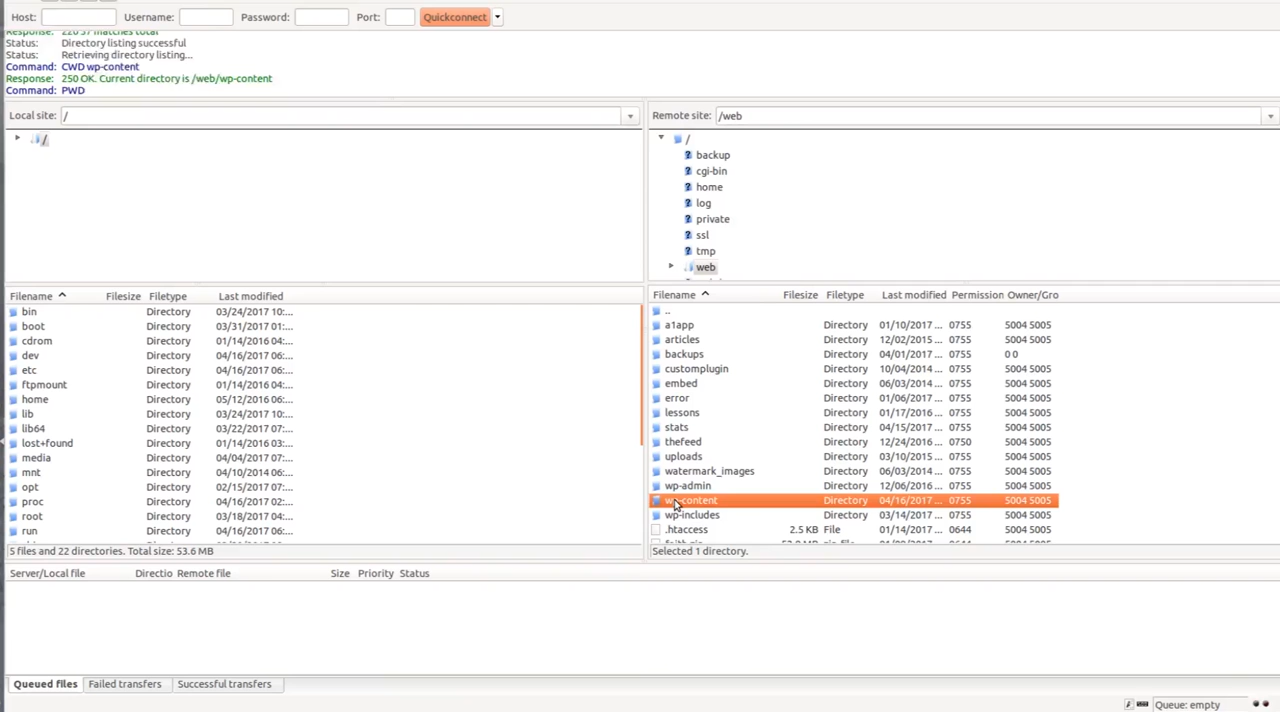 Host: Username: Password: Port: Quickconnect
Response: 226 37 matches total
Status: Directory listing successful
Status: Retrieving directory listing...
Command: CWD wp-content
Response: 250 OK. Current directory is /web/wp-content
Command: PWD
Local site: /
/
Remote site: /web
/
backup
cgi-bin
home
log
private
ssl
tmp
web
Filename Filesize Filetype Last modified
bin Directory 03/24/2017 10:...
boot Directory 03/31/2017 01:...
cdrom Directory 01/14/2016 04:...
dev Directory 04/16/2017 06:...
etc Directory 04/16/2017 06:...
ftpmount Directory 01/14/2016 04:...
home Directory 05/12/2016 06:...
lib Directory 03/24/2017 10:...
lib64 Directory 03/22/2017 07:...
lost+found Directory 01/14/2016 03:...
media Directory 04/04/2017 07:...
mnt Directory 04/10/2014 06:...
opt Directory 02/15/2017 07:...
proc Directory 04/16/2017 02:...
root Directory 03/18/2017 04:...
run Directory 04/16/2017 06:...
5 files and 22 directories. Total size: 53.6 MB
Filename Filesize Filetype Last modified Permission Owner/Gro
..
a1app Directory 01/10/2017 ... 0755 5004 5005
articles Directory 12/02/2015 ... 0755 5004 5005
backups Directory 04/01/2017 ... 0755 0 0
customplugin Directory 10/04/2014 ... 0755 5004 5005
embed Directory 06/03/2014 ... 0755 5004 5005
error Directory 01/06/2017 ... 0755 5004 5005
lessons Directory 01/17/2016 ... 0755 5004 5005
stats Directory 04/15/2017 ... 0755 5004 5005
thefeed Directory 12/24/2016 ... 0750 5004 5005
uploads Directory 03/10/2015 ... 0755 5004 5005
watermark_images Directory 06/03/2014 ... 0755 5004 5005
wp-admin Directory 12/06/2016 ... 0755 5004 5005
wp-content Directory 04/16/2017 ... 0755 5004 5005
wp-includes Directory 03/14/2017 ... 0755 5004 5005
.htaccess 2.5 KB File 01/14/2017 ... 0644 5004 5005
Selected 1 directory.
Server/Local file Directio Remote file Size Priority Status
Queued files Failed transfers Successful transfers
Queue: empty